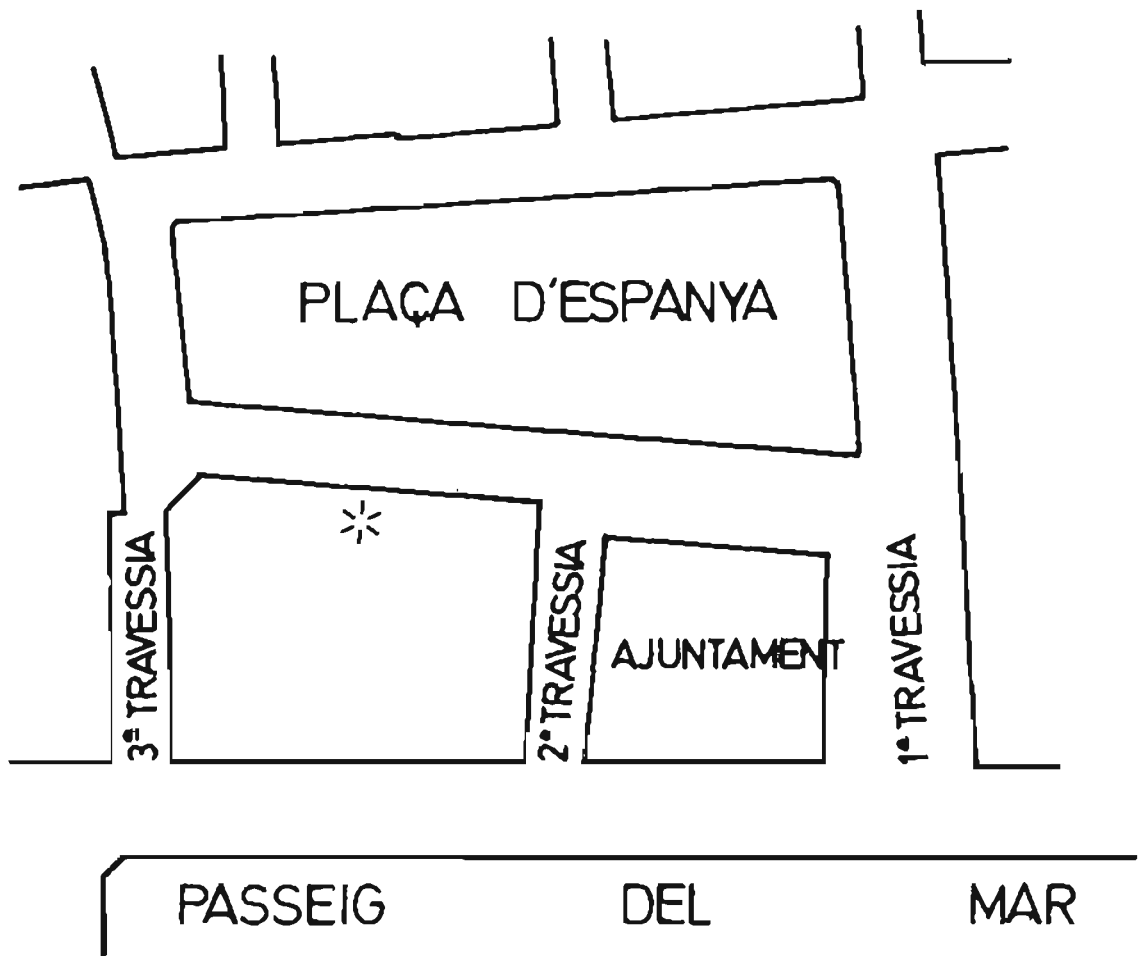 PLAÇA D'ESPANYA
3ª TRAVESSIA
2ª TRAVESSIA
AJUNTAMENT
1ª TRAVESSIA
PASSEIG DEL MAR